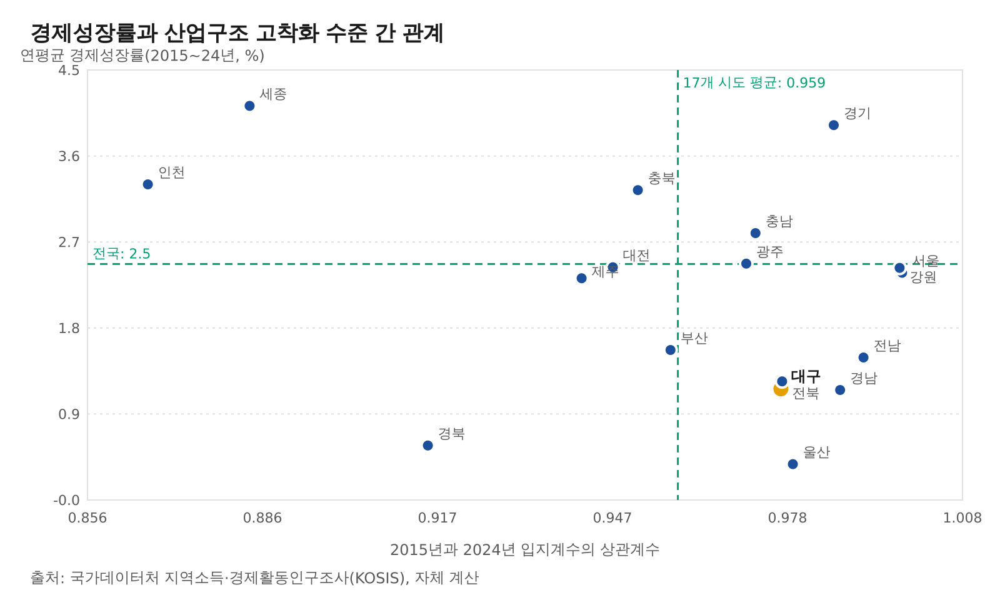 경제성장률과 산업구조 고착화 수준 간 관계
연평균 경제성장률(2015~24년, %)
4.5
17개 시도 평균: 0.959
세종
경기
3.6
인천
충북
충남
2.7
전국: 2.5
대전
광주
서울
제주
강원
1.8
부산
전남
대구
경남
전북
0.9
경북
울산
-0.0
0.856 0.886 0.917 0.947 0.978 1.008
2015년과 2024년 입지계수의 상관계수
출처: 국가데이터처 지역소득·경제활동인구조사(KOSIS), 자체 계산